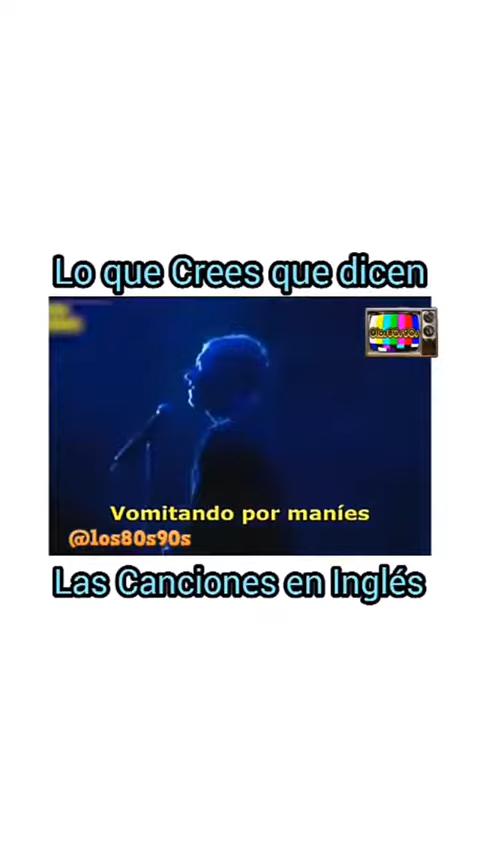 Lo que Crees que dicen
Vomitando por maníes
@los80s90s
Las Canciones en Inglés